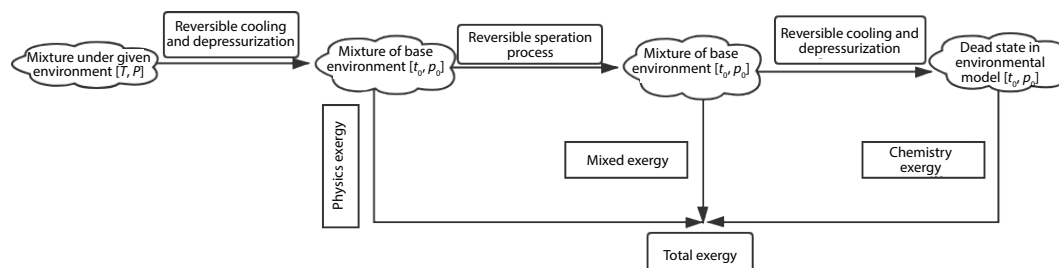 Reversible cooling
and depressurization
Mixture under given
environment [T, P]
Mixture of base
environment [t₀, p₀]
Reversible speration
process
Mixture of base
environment [t₀, p₀]
Reversible cooling and
depressurization
Dead state in
environmental
model [t₀, p₀]
Physics exergy
Mixed exergy
Chemistry
exergy
Total exergy